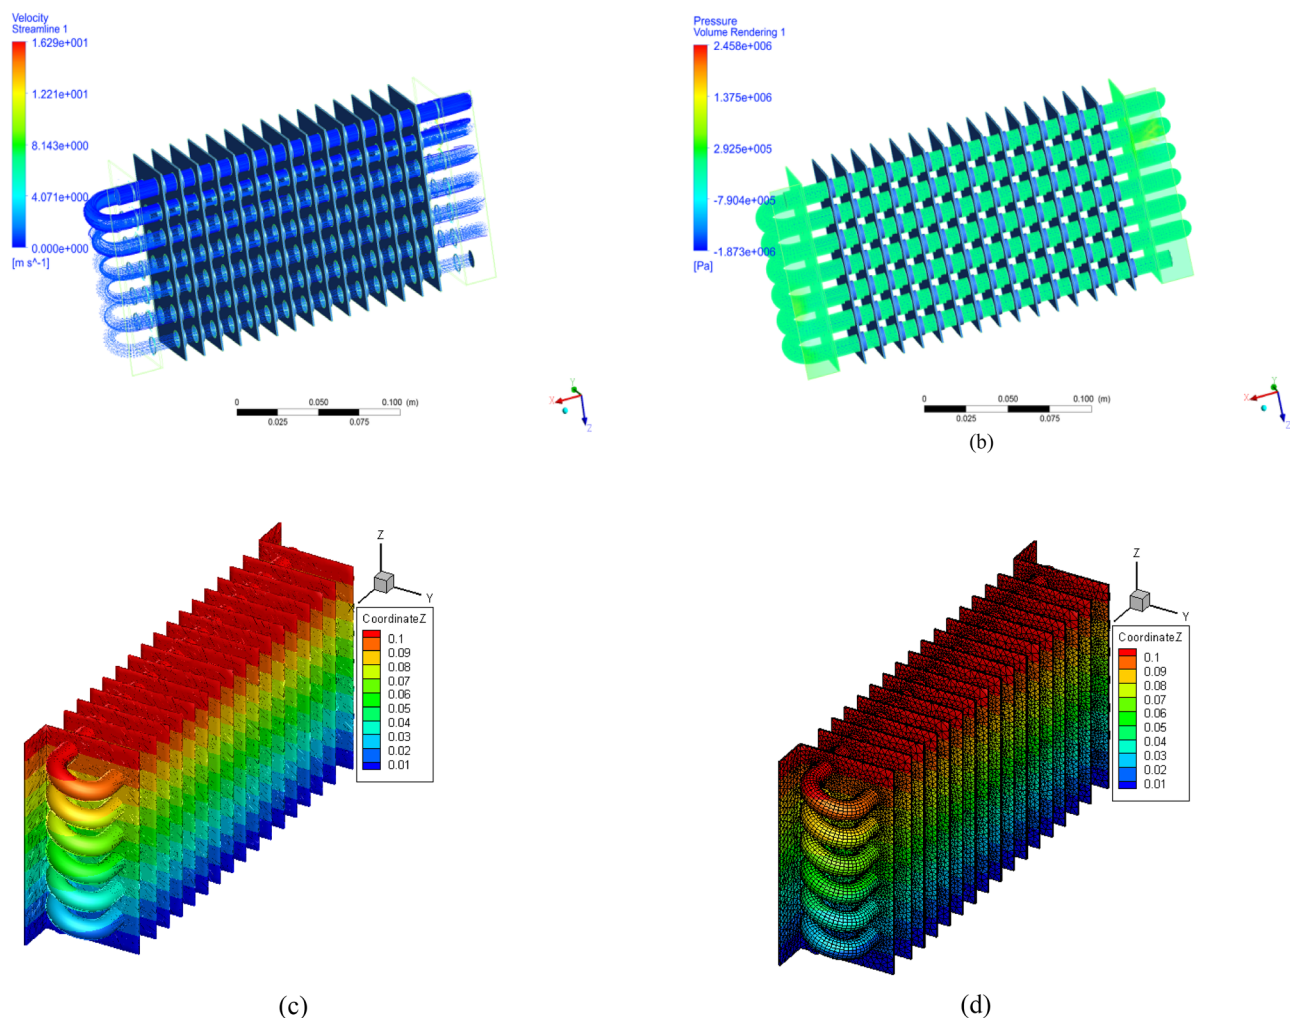 Velocity
Streamline 1
1.629e+001
1.221e+001
8.143e+000
4.071e+000
0.000e+000
[m s^-1]
0 0.050 0.100 (m)
0.025 0.075
X Y Z
Pressure
Volume Rendering 1
2.458e+006
1.375e+006
2.925e+005
-7.904e+005
-1.873e+006
[Pa]
0 0.050 0.100 (m)
0.025 0.075
X Y Z
(b)
Z
Y
CoordinateZ
0.1
0.09
0.08
0.07
0.06
0.05
0.04
0.03
0.02
0.01
(c)
Z
Y
CoordinateZ
0.1
0.09
0.08
0.07
0.06
0.05
0.04
0.03
0.02
0.01
(d)